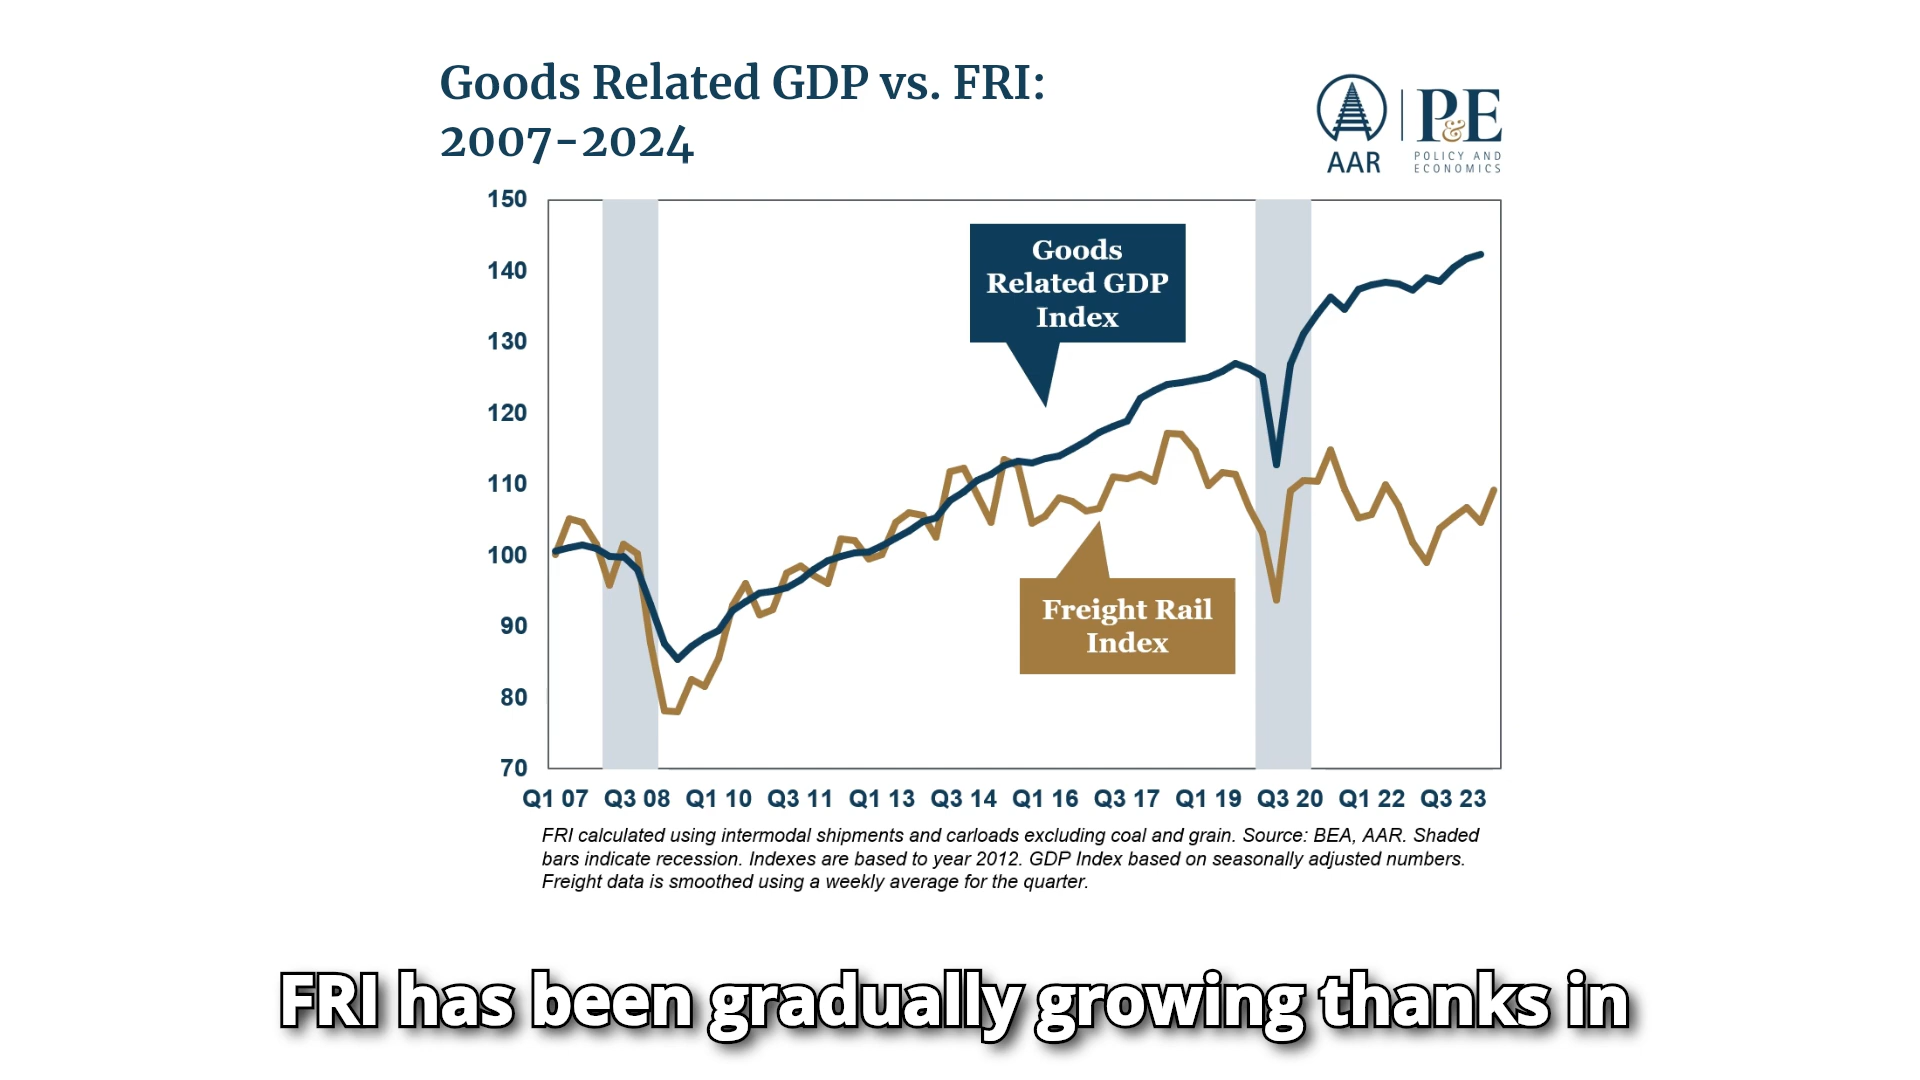 Goods Related GDP vs. FRI:
2007-2024
AAR
P&E
POLICY AND
ECONOMICS
150
140
130
120
110
100
90
80
70
Goods
Related GDP
Index
Freight Rail
Index
Q1 07 Q3 08 Q1 10 Q3 11 Q1 13 Q3 14 Q1 16 Q3 17 Q1 19 Q3 20 Q1 22 Q3 23
FRI calculated using intermodal shipments and carloads excluding coal and grain. Source: BEA, AAR. Shaded
bars indicate recession. Indexes are based to year 2012. GDP Index based on seasonally adjusted numbers.
Freight data is smoothed using a weekly average for the quarter.
FRI has been gradually growing thanks in